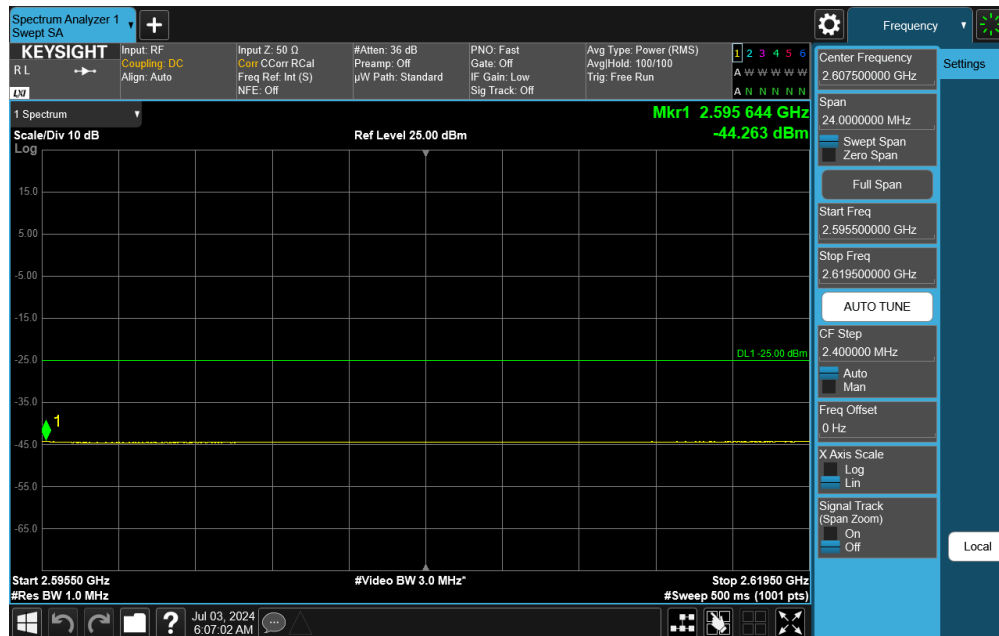 Spectrum Analyzer 1
Swept SA
+
Frequency
KEYSIGHT
R L
LXI
Input: RF
Coupling: DC
Align: Auto
Input Z: 50 Ω
Corr CCorr RCal
Freq Ref: Int (S)
NFE: Off
#Atten: 36 dB
Preamp: Off
µW Path: Standard
PNO: Fast
Gate: Off
IF Gain: Low
Sig Track: Off
Avg Type: Power (RMS)
Avg|Hold: 100/100
Trig: Free Run
1 2 3 4 5 6
A W W W W W
A N N N N N
1 Spectrum
Scale/Div 10 dB
Log
Ref Level 25.00 dBm
Mkr1 2.595 644 GHz
-44.263 dBm
15.0
5.00
-5.00
-15.0
-25.0
DL1 -25.00 dBm
-35.0
1
-45.0
-55.0
-65.0
Start 2.59550 GHz
#Video BW 3.0 MHz*
Stop 2.61950 GHz
#Res BW 1.0 MHz
#Sweep 500 ms (1001 pts)
?
Jul 03, 2024
6:07:02 AM
Center Frequency
2.607500000 GHz
Settings
Span
24.0000000 MHz
Swept Span
Zero Span
Full Span
Start Freq
2.595500000 GHz
Stop Freq
2.619500000 GHz
AUTO TUNE
CF Step
2.400000 MHz
Auto
Man
Freq Offset
0 Hz
X Axis Scale
Log
Lin
Signal Track
(Span Zoom)
On
Off
Local